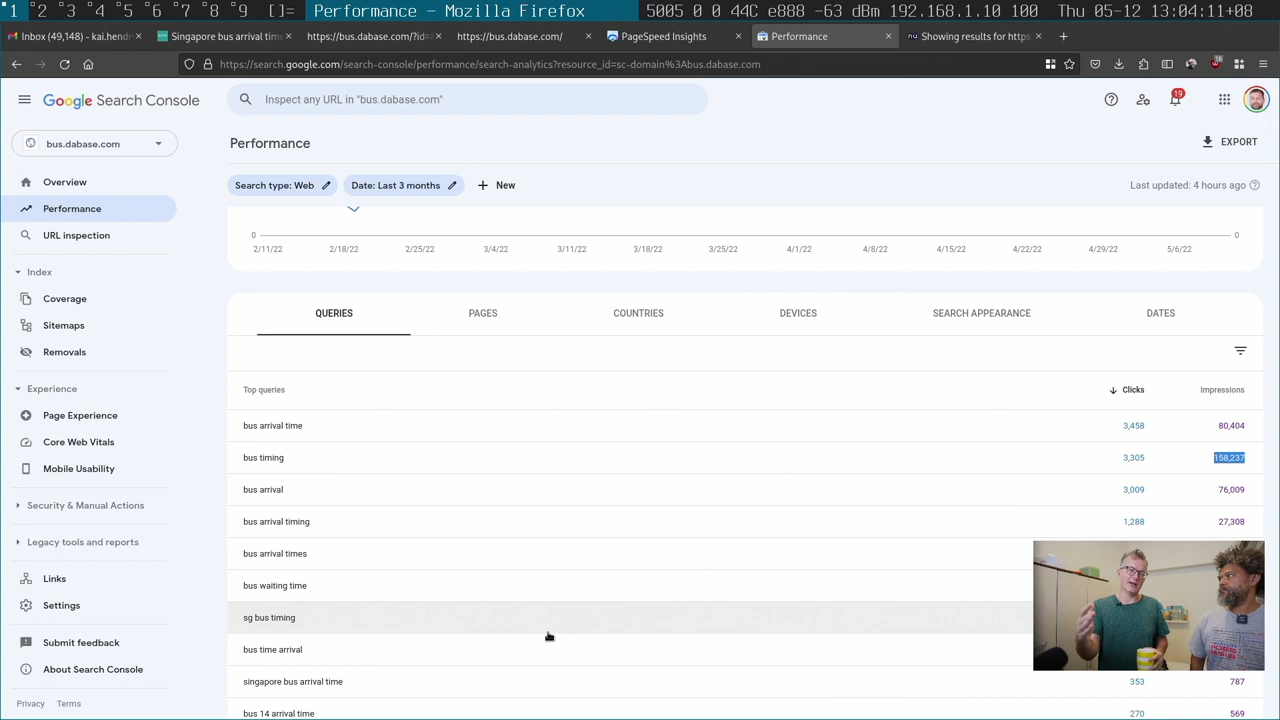 1 2 3 4 5 6 7 8 9 []= Performance - Mozilla Firefox 5005 0 0 44C e888 -63 dBm 192.168.1.10 100 Thu 05-12 13:04:11+08
Inbox (49,148) - kai.hendr Singapore bus arrival time https://bus.dabase.com/?id= https://bus.dabase.com/ PageSpeed Insights Performance Showing results for https:
https://search.google.com/search-console/performance/search-analytics?resource_id=sc-domain%3Abus.dabase.com
Google Search Console Inspect any URL in "bus.dabase.com" 19
bus.dabase.com
Overview
Performance
URL inspection
Index
Coverage
Sitemaps
Removals
Experience
Page Experience
Core Web Vitals
Mobile Usability
Security & Manual Actions
Legacy tools and reports
Links
Settings
Submit feedback
About Search Console
Privacy Terms
Performance EXPORT
Search type: Web Date: Last 3 months New Last updated: 4 hours ago
0 0
2/11/22 2/18/22 2/25/22 3/4/22 3/11/22 3/18/22 3/25/22 4/1/22 4/8/22 4/15/22 4/22/22 4/29/22 5/6/22
QUERIES PAGES COUNTRIES DEVICES SEARCH APPEARANCE DATES
Top queries Clicks Impressions
bus arrival time 3,458 80,404
bus timing 3,305 158,237
bus arrival 3,009 76,009
bus arrival timing 1,288 27,308
bus arrival times
bus waiting time
sg bus timing
bus time arrival
singapore bus arrival time 353 787
bus 14 arrival time 270 569